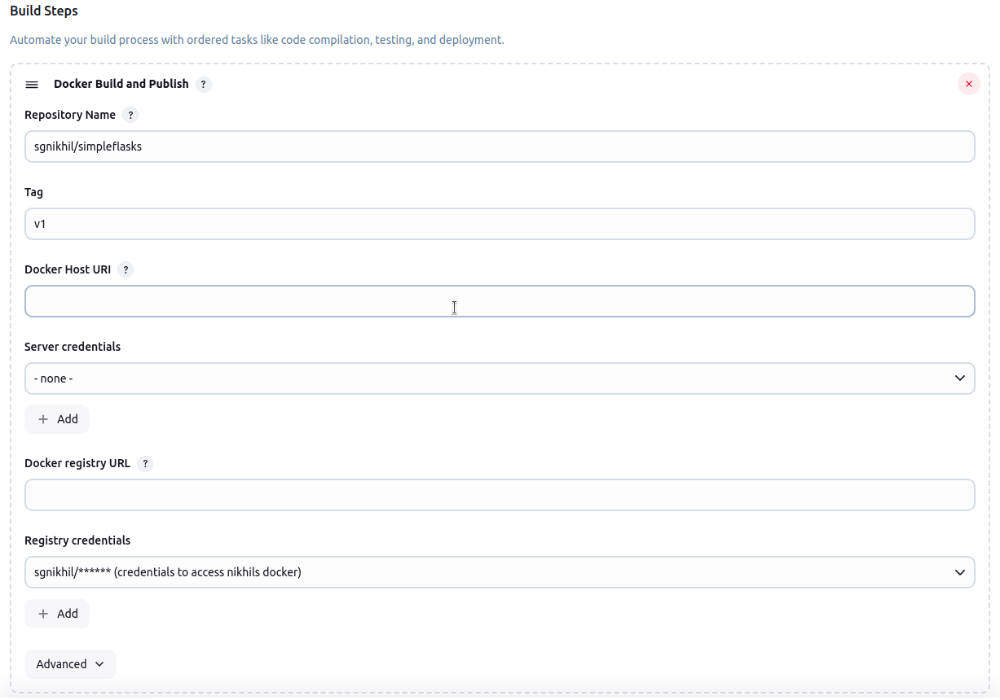 Build Steps
Automate your build process with ordered tasks like code compilation, testing, and deployment.
Docker Build and Publish ?
Repository Name ?
sgnikhil/simpleflasks
Tag
v1
Docker Host URI ?
Server credentials
- none -
+ Add
Docker registry URL ?
Registry credentials
sgnikhil/****** (credentials to access nikhils docker)
+ Add
Advanced